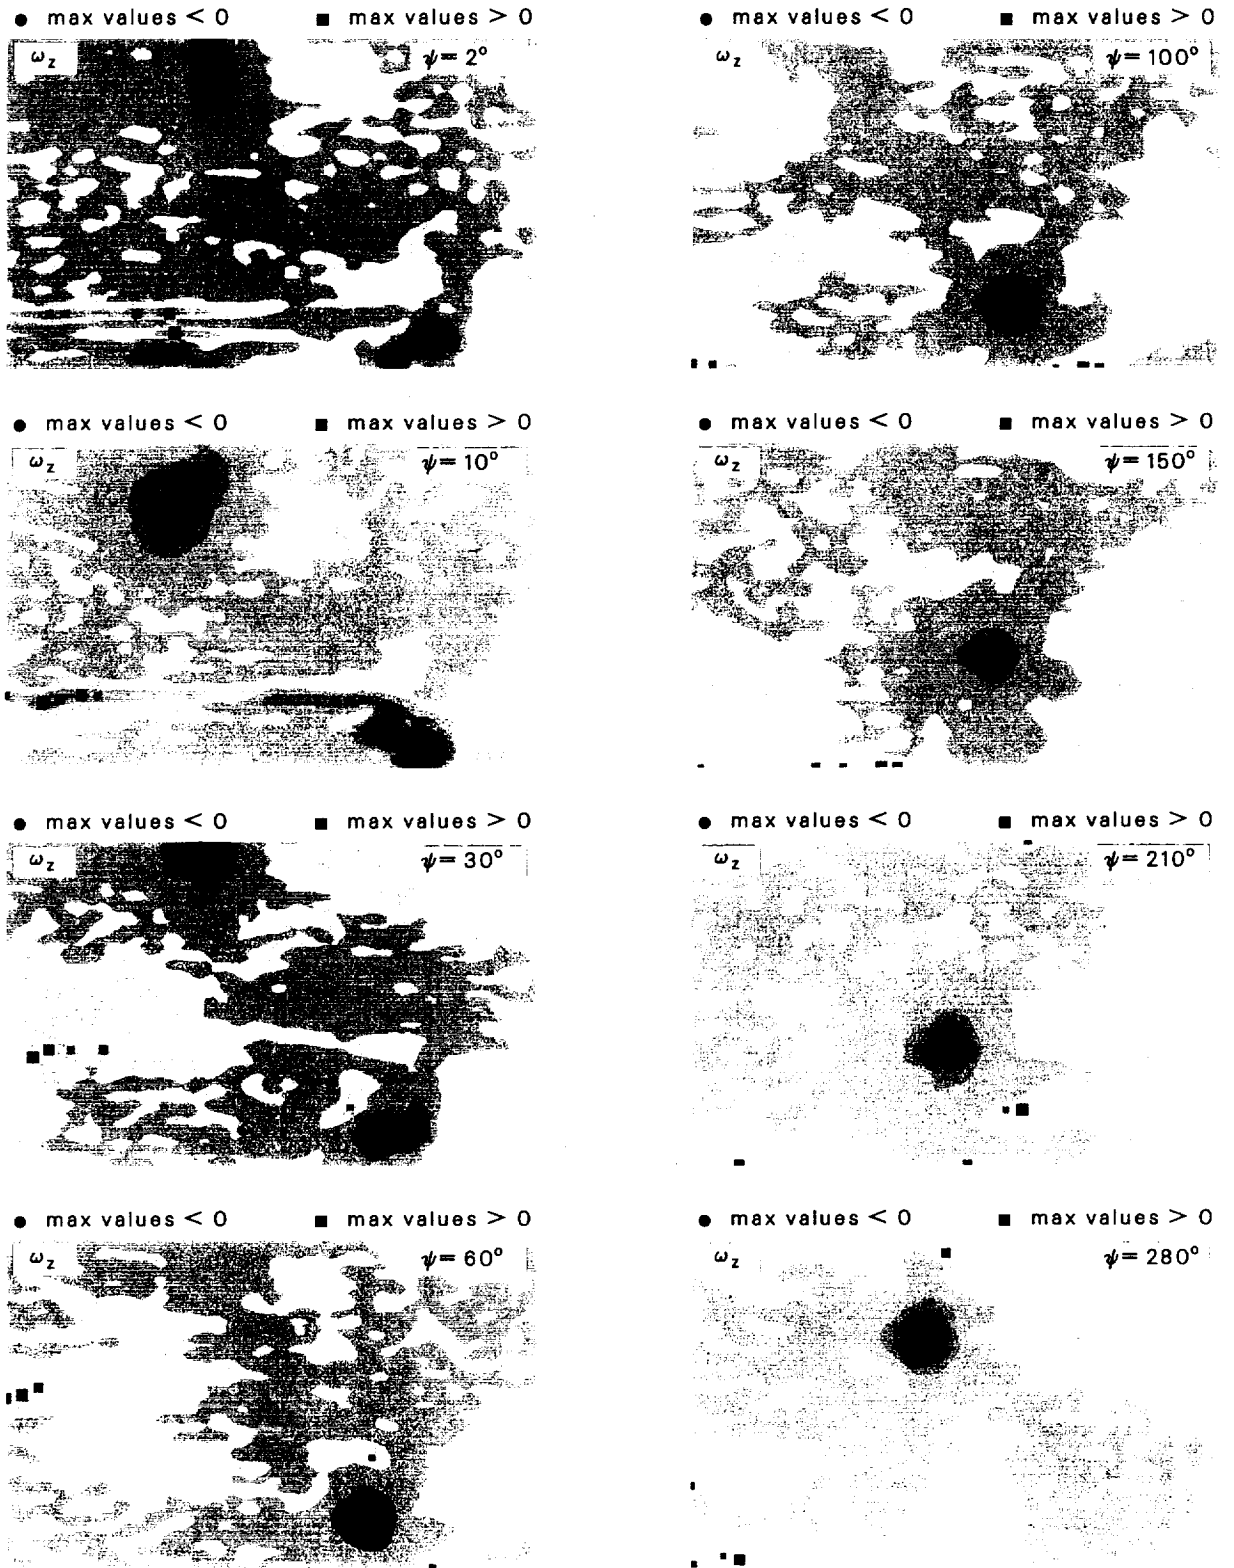 ● max values < 0 ■ max values > 0
ω_z ψ = 2°
● max values < 0 ■ max values > 0
ω_z ψ = 10°
● max values < 0 ■ max values > 0
ω_z ψ = 30°
● max values < 0 ■ max values > 0
ω_z ψ = 60°
● max values < 0 ■ max values > 0
ω_z ψ = 100°
● max values < 0 ■ max values > 0
ω_z ψ = 150°
● max values < 0 ■ max values > 0
ω_z ψ = 210°
● max values < 0 ■ max values > 0
ω_z ψ = 280°